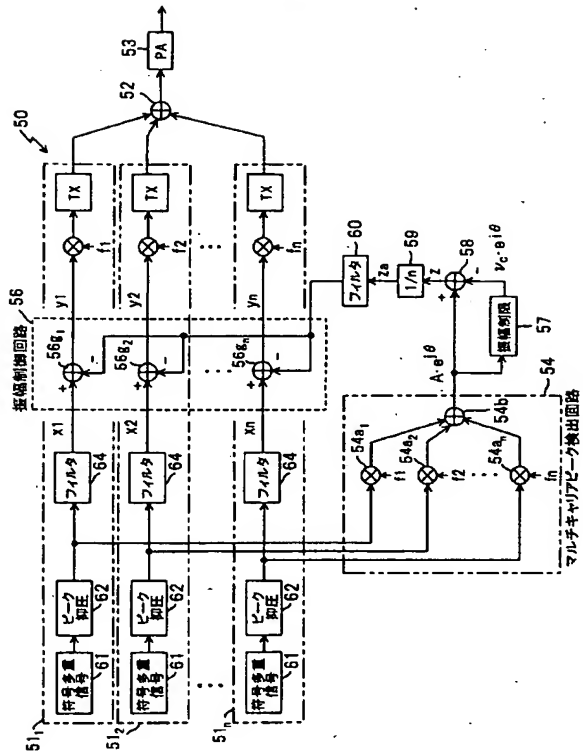 50
51₁
符号多重
信号
61
ピーク
抑圧
62
フィルタ
64
x1
振幅制御回路
56
56g₁
+
-
y1
f1
TX
51₂
符号多重
信号
61
ピーク
抑圧
62
フィルタ
64
x2
56g₂
+
-
y2
f2
TX
51n
符号多重
信号
61
ピーク
抑圧
62
フィルタ
64
xn
56gn
+
-
yn
fn
TX
52
PA
53
マルチキャリアピーク検出回路
54
54a₁
f1
54a₂
f2
54an
fn
54b
A・e^jθ
振幅制限
57
νc・e^jθ
+
-
58
z
1/n
59
za
フィルタ
60